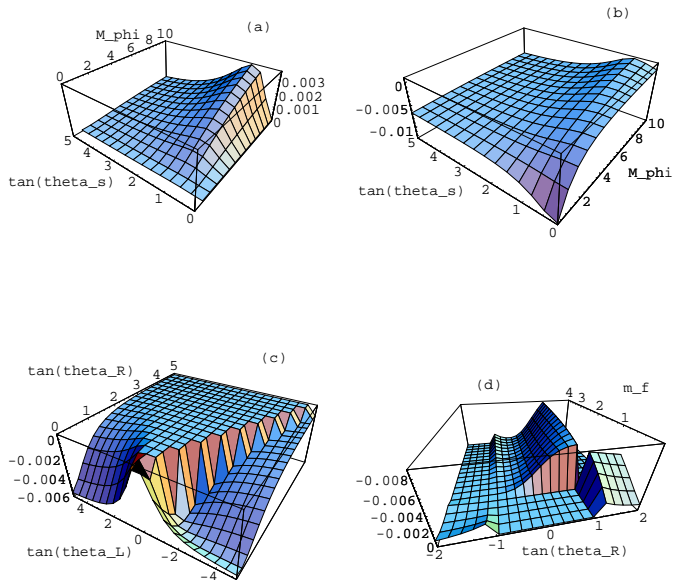 (a)
M_phi
0 2 4 6 8 10
0.003
0.002
0.001
0
5 4 3 2 1 0
tan(theta_s)
(b)
0
-0.005
-0.01
5 4 3 2 1 0
tan(theta_s)
2 4 6 8 10
M_phi
(c)
tan(theta_R)
0 1 2 3 4 5
0
-0.002
-0.004
-0.006
4 2 0 -2 -4
tan(theta_L)
(d)
m_f
4 3 2 1
-0.008
-0.006
-0.004
-0.002
0
-2 -1 0 1 2
tan(theta_R)